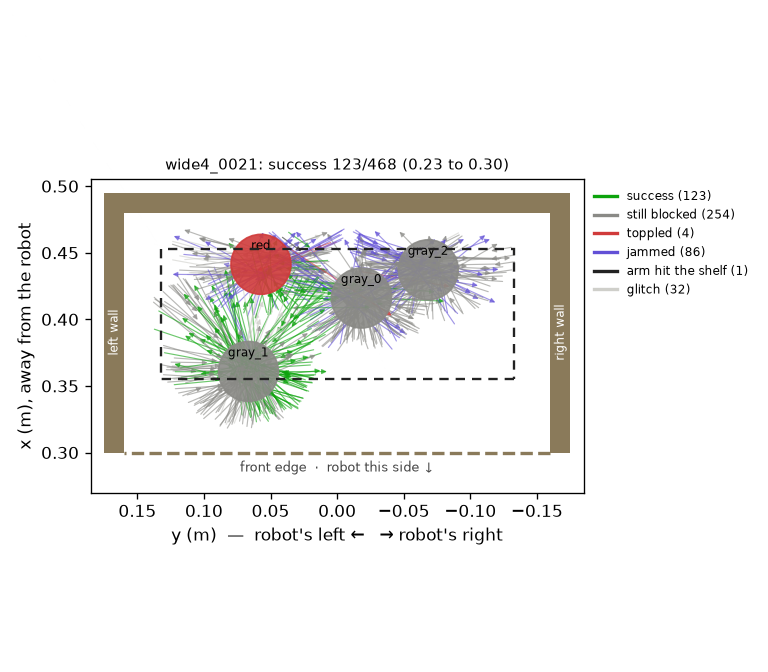 wide4_0021: success 123/468 (0.23 to 0.30)
0.50
0.45
0.40
0.35
0.30
x (m), away from the robot
left wall
right wall
red
gray_0
gray_2
gray_1
front edge · robot this side ↓
0.15
0.10
0.05
0.00
−0.05
−0.10
−0.15
y (m) — robot's left ← → robot's right
success (123)
still blocked (254)
toppled (4)
jammed (86)
arm hit the shelf (1)
glitch (32)